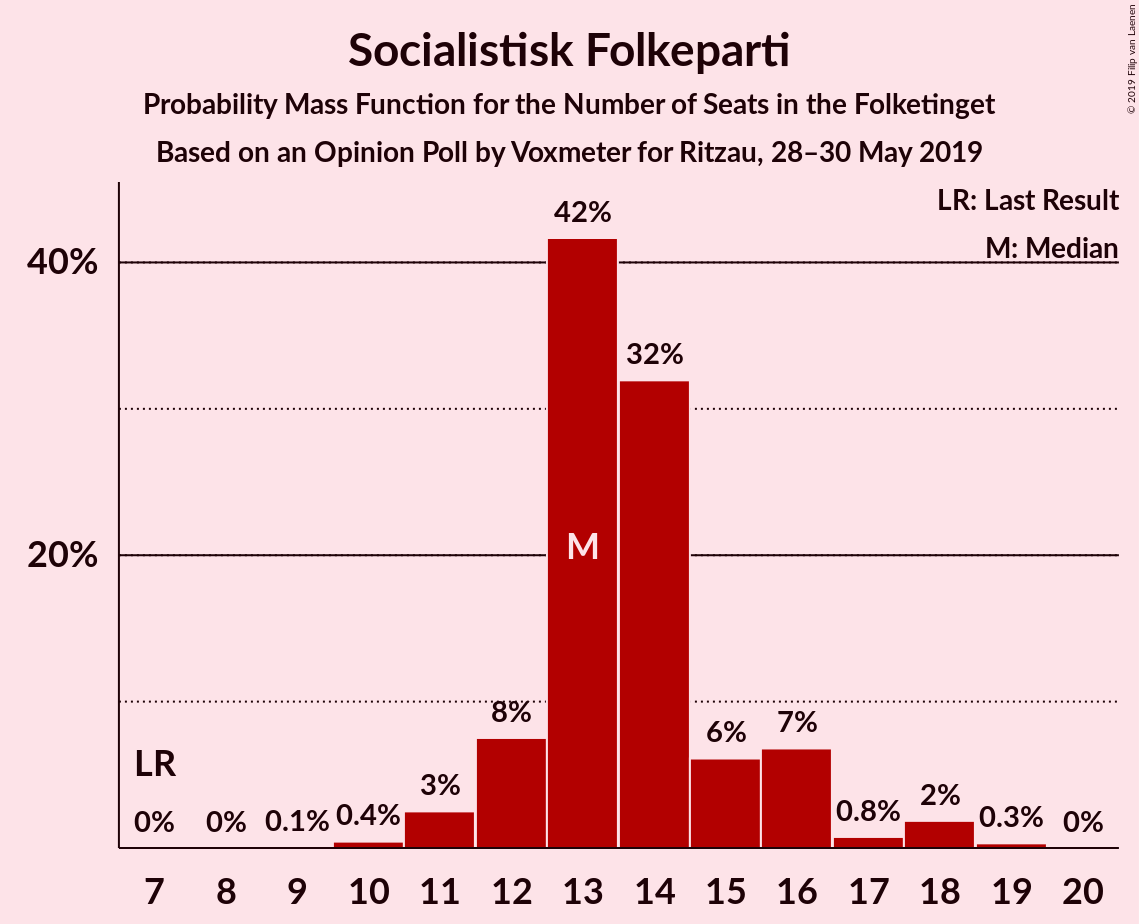 Socialistisk Folkeparti
Probability Mass Function for the Number of Seats in the Folketinget
Based on an Opinion Poll by Voxmeter for Ritzau, 28–30 May 2019
© 2019 Filip van Laenen
LR: Last Result
M: Median
40%
20%
42%
32%
M
8%
7%
6%
LR
3%
2%
0% 0% 0.1% 0.4% 0.8% 0.3% 0%
7 8 9 10 11 12 13 14 15 16 17 18 19 20